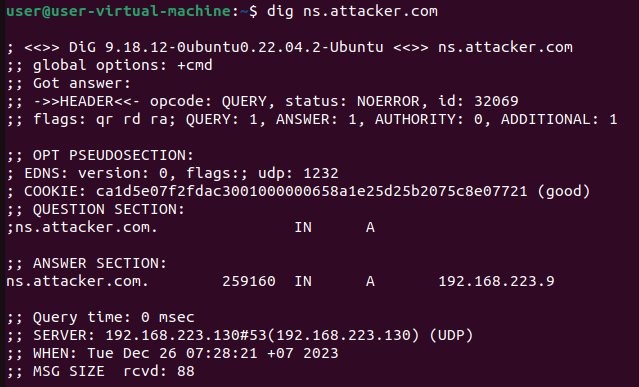 user@user-virtual-machine:~$ dig ns.attacker.com
; <<>> DiG 9.18.12-0ubuntu0.22.04.2-Ubuntu <<>> ns.attacker.com
;; global options: +cmd
;; Got answer:
;; ->>HEADER<<- opcode: QUERY, status: NOERROR, id: 32069
;; flags: qr rd ra; QUERY: 1, ANSWER: 1, AUTHORITY: 0, ADDITIONAL: 1
;; OPT PSEUDOSECTION:
; EDNS: version: 0, flags:; udp: 1232
; COOKIE: ca1d5e07f2fdac3001000000658a1e25d25b2075c8e07721 (good)
;; QUESTION SECTION:
;ns.attacker.com. IN A
;; ANSWER SECTION:
ns.attacker.com. 259160 IN A 192.168.223.9
;; Query time: 0 msec
;; SERVER: 192.168.223.130#53(192.168.223.130) (UDP)
;; WHEN: Tue Dec 26 07:28:21 +07 2023
;; MSG SIZE rcvd: 88